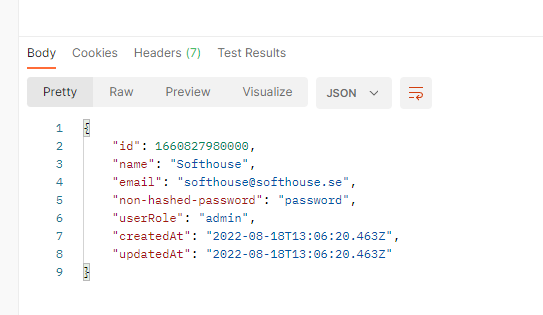 Body Cookies Headers (7) Test Results
Pretty Raw Preview Visualize JSON
1 {
2 "id": 1660827980000,
3 "name": "Softhouse",
4 "email": "softhouse@softhouse.se",
5 "non-hashed-password": "password",
6 "userRole": "admin",
7 "createdAt": "2022-08-18T13:06:20.463Z",
8 "updatedAt": "2022-08-18T13:06:20.463Z"
9 }